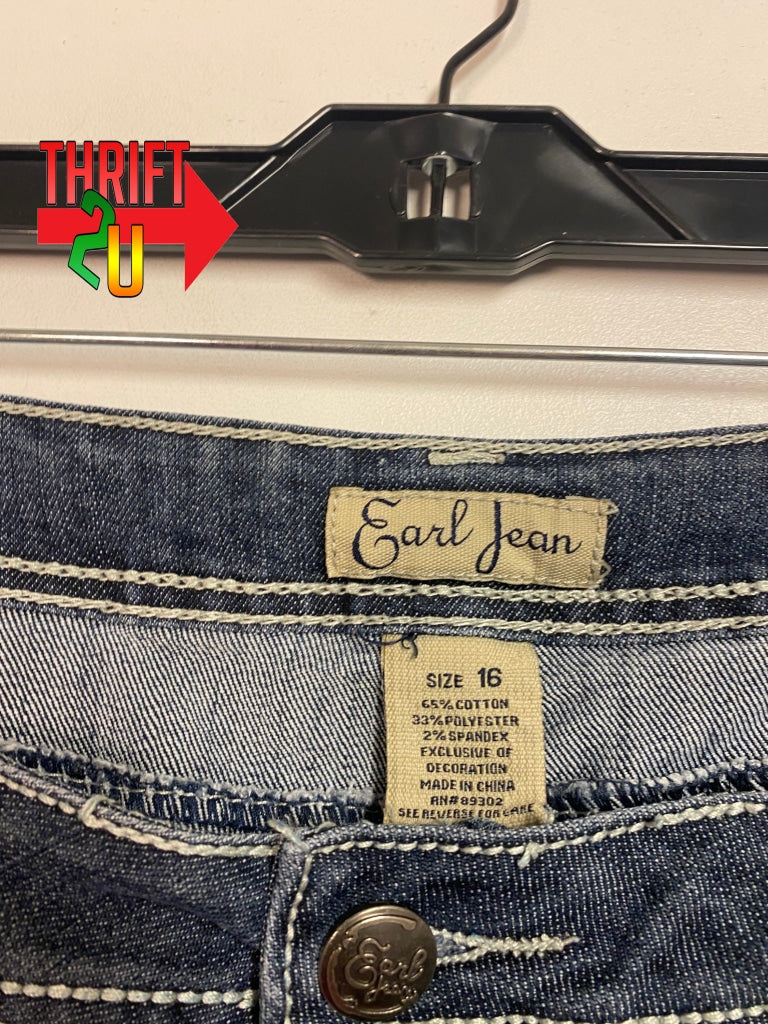 THRIFT
2U
Earl Jean
SIZE 16
65% COTTON
33% POLYESTER
2% SPANDEX
EXCLUSIVE OF
DECORATION
MADE IN CHINA
RN# 89302
SEE REVERSE FOR CARE
Earl
Jean